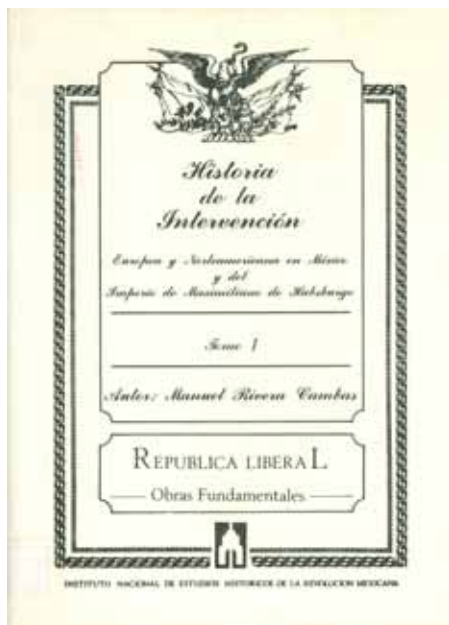 Historia
de la
Intervención
Europea y Norteamericana en México
y del
Imperio de Maximiliano de Habsburgo
Tomo I
Autor: Manuel Rivera Cambas
REPUBLICA LIBERAL
Obras Fundamentales
INSTITUTO NACIONAL DE ESTUDIOS HISTORICOS DE LA REVOLUCION MEXICANA